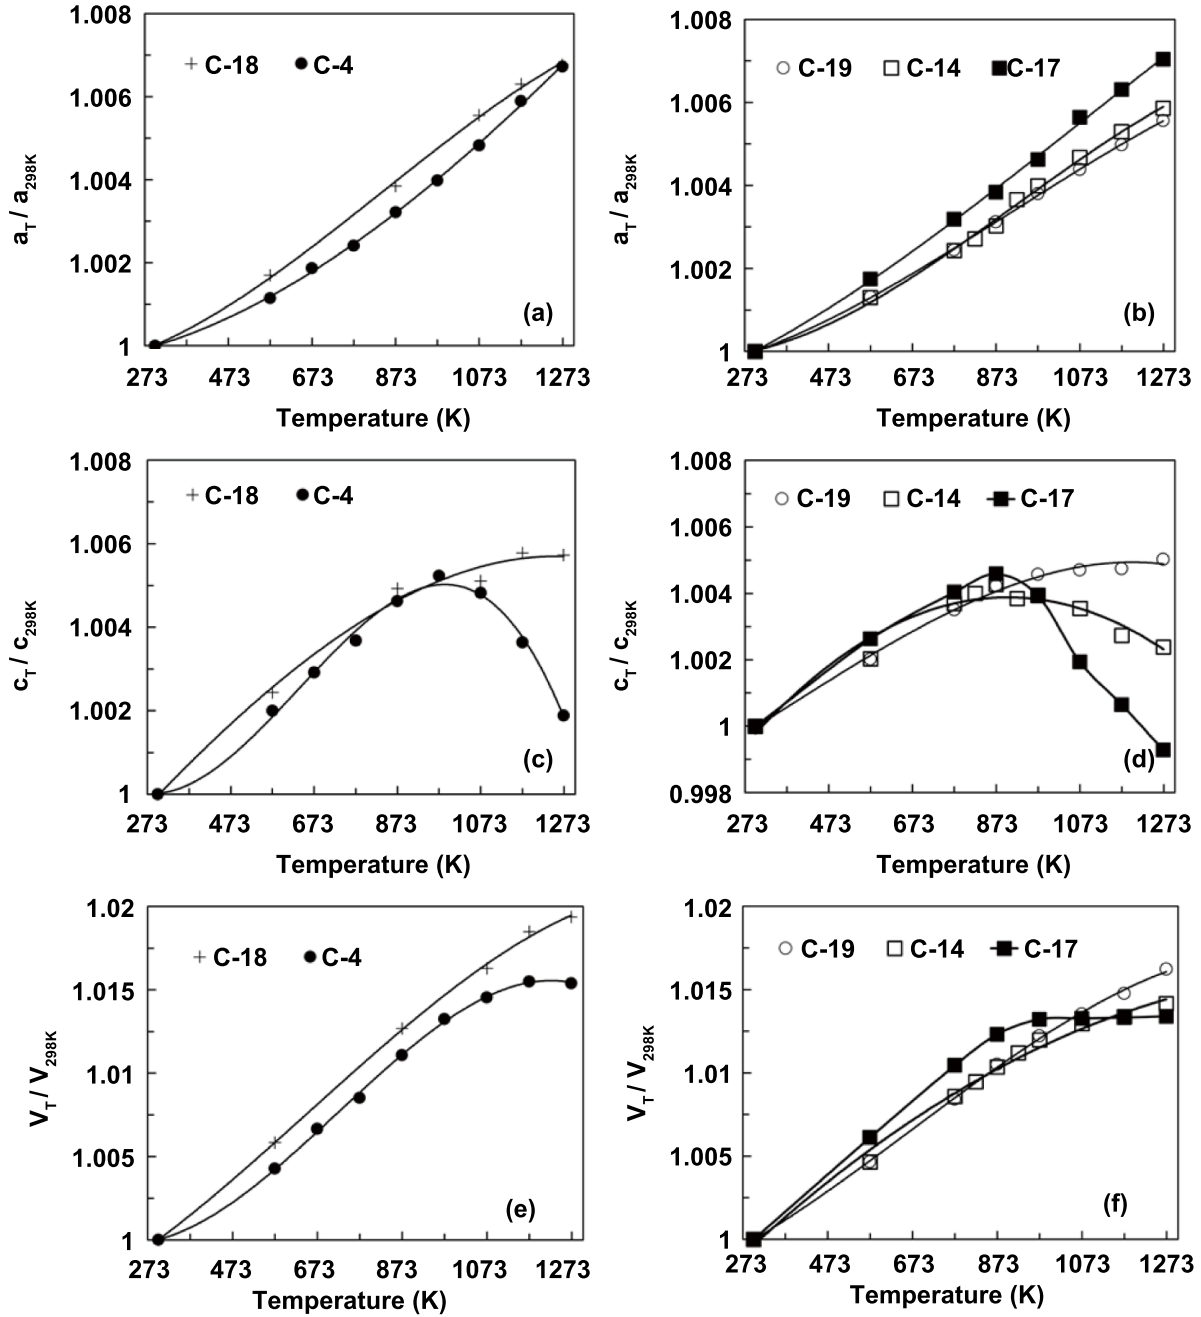 1.008
C-18 C-4
1.006
1.004
1.002
1
a_T / a_298K
(a)
273 473 673 873 1073 1273
Temperature (K)
1.008
C-19 C-14 C-17
1.006
1.004
1.002
1
a_T / a_298K
(b)
273 473 673 873 1073 1273
Temperature (K)
1.008
C-18 C-4
1.006
1.004
1.002
1
c_T / c_298K
(c)
273 473 673 873 1073 1273
Temperature (K)
1.008
C-19 C-14 C-17
1.006
1.004
1.002
1
0.998
c_T / c_298K
(d)
273 473 673 873 1073 1273
Temperature (K)
1.02
C-18 C-4
1.015
1.01
1.005
1
V_T / V_298K
(e)
273 473 673 873 1073 1273
Temperature (K)
1.02
C-19 C-14 C-17
1.015
1.01
1.005
1
V_T / V_298K
(f)
273 473 673 873 1073 1273
Temperature (K)